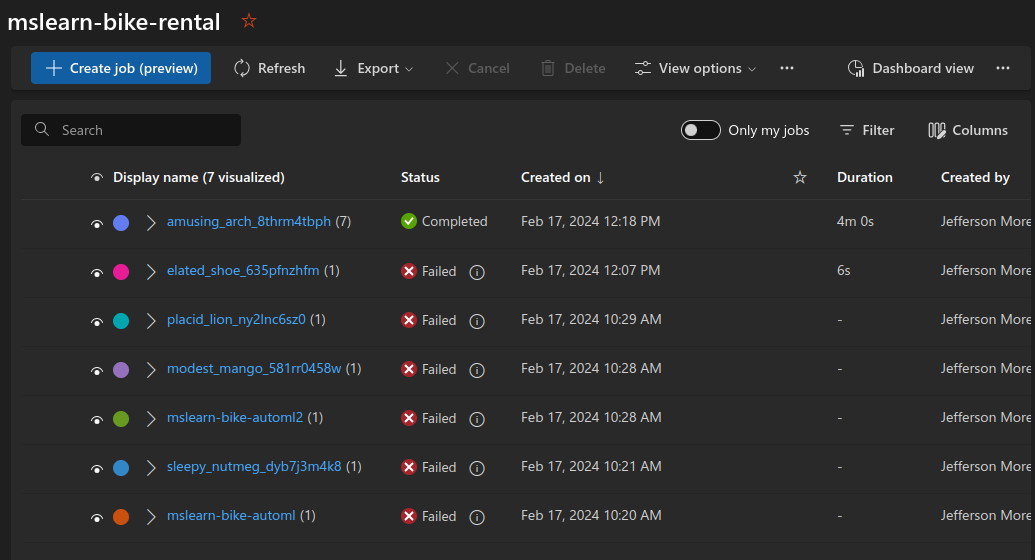 mslearn-bike-rental
Create job (preview) Refresh Export Cancel Delete View options Dashboard view
Search Only my jobs Filter Columns
Display name (7 visualized) Status Created on ↓ Duration Created by
amusing_arch_8thrm4tbph (7) Completed Feb 17, 2024 12:18 PM 4m 0s Jefferson More
elated_shoe_635pfnzhfm (1) Failed Feb 17, 2024 12:07 PM 6s Jefferson More
placid_lion_ny2lnc6sz0 (1) Failed Feb 17, 2024 10:29 AM - Jefferson More
modest_mango_581rr0458w (1) Failed Feb 17, 2024 10:28 AM - Jefferson More
mslearn-bike-automl2 (1) Failed Feb 17, 2024 10:28 AM - Jefferson More
sleepy_nutmeg_dyb7j3m4k8 (1) Failed Feb 17, 2024 10:21 AM - Jefferson More
mslearn-bike-automl (1) Failed Feb 17, 2024 10:20 AM - Jefferson More